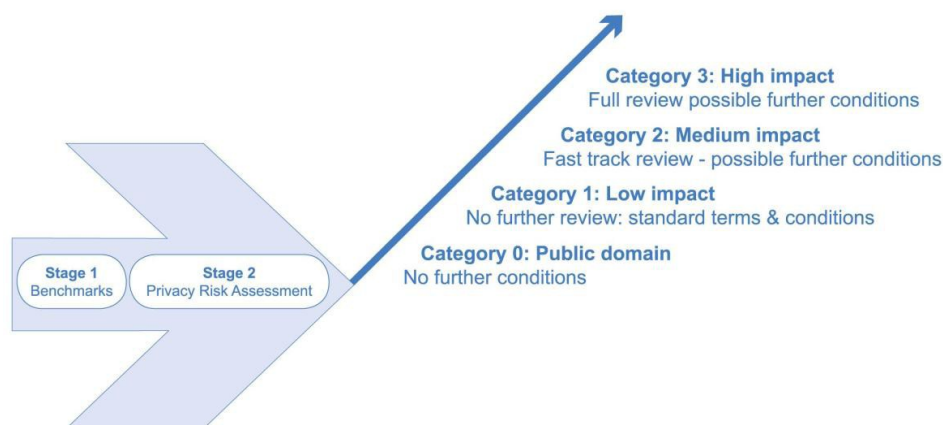 Category 3: High impact
Full review possible further conditions
Category 2: Medium impact
Fast track review - possible further conditions
Category 1: Low impact
No further review: standard terms & conditions
Category 0: Public domain
No further conditions
Stage 1
Benchmarks
Stage 2
Privacy Risk Assessment